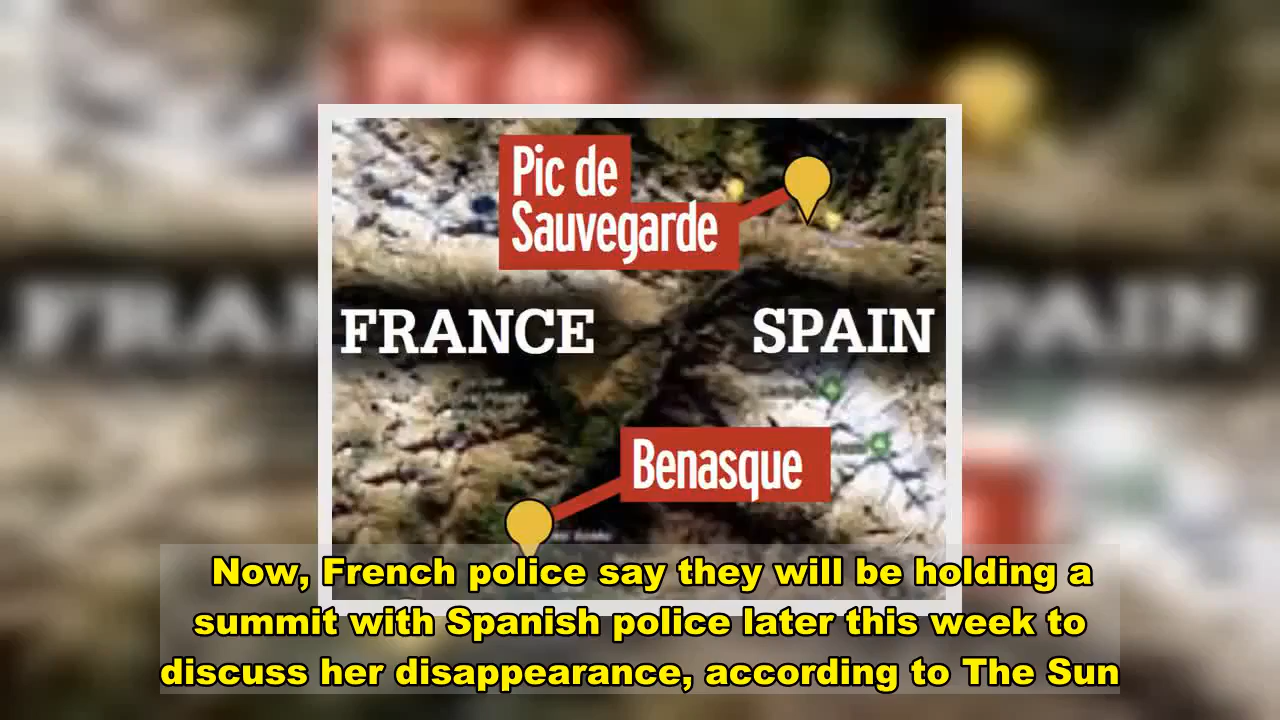 Pic de
Sauvegarde
FRANCE
SPAIN
Benasque
Now, French police say they will be holding a
summit with Spanish police later this week to
discuss her disappearance, according to The Sun